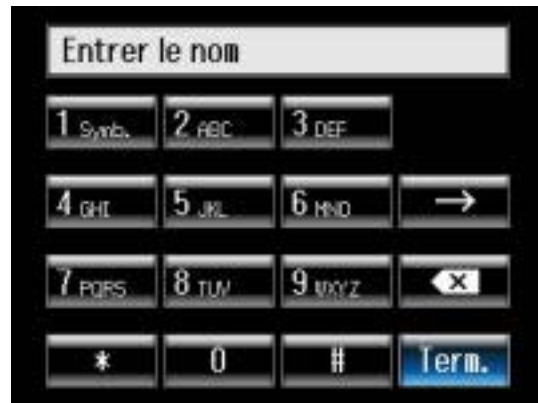 Entrer le nom
1 Symb. 2 ABC 3 DEF
4 GHI 5 JKL 6 MNO →
7 PQRS 8 TUV 9 WXYZ
* 0 # Term.